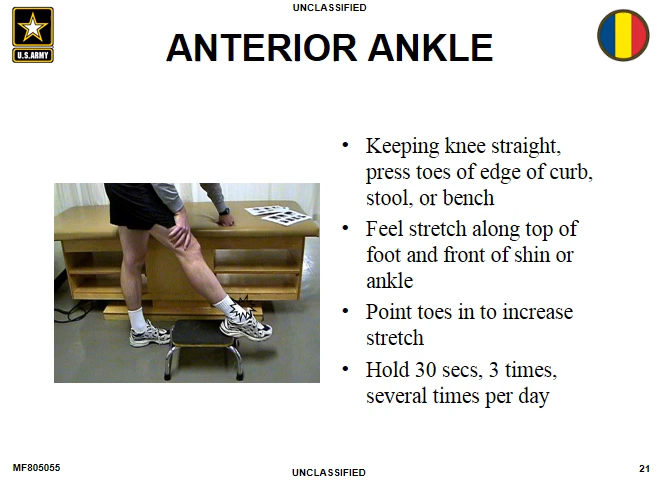 UNCLASSIFIED
U.S.ARMY
ANTERIOR ANKLE
• Keeping knee straight,
press toes of edge of curb,
stool, or bench
• Feel stretch along top of
foot and front of shin or
ankle
• Point toes in to increase
stretch
• Hold 30 secs, 3 times,
several times per day
MF805055
UNCLASSIFIED
21